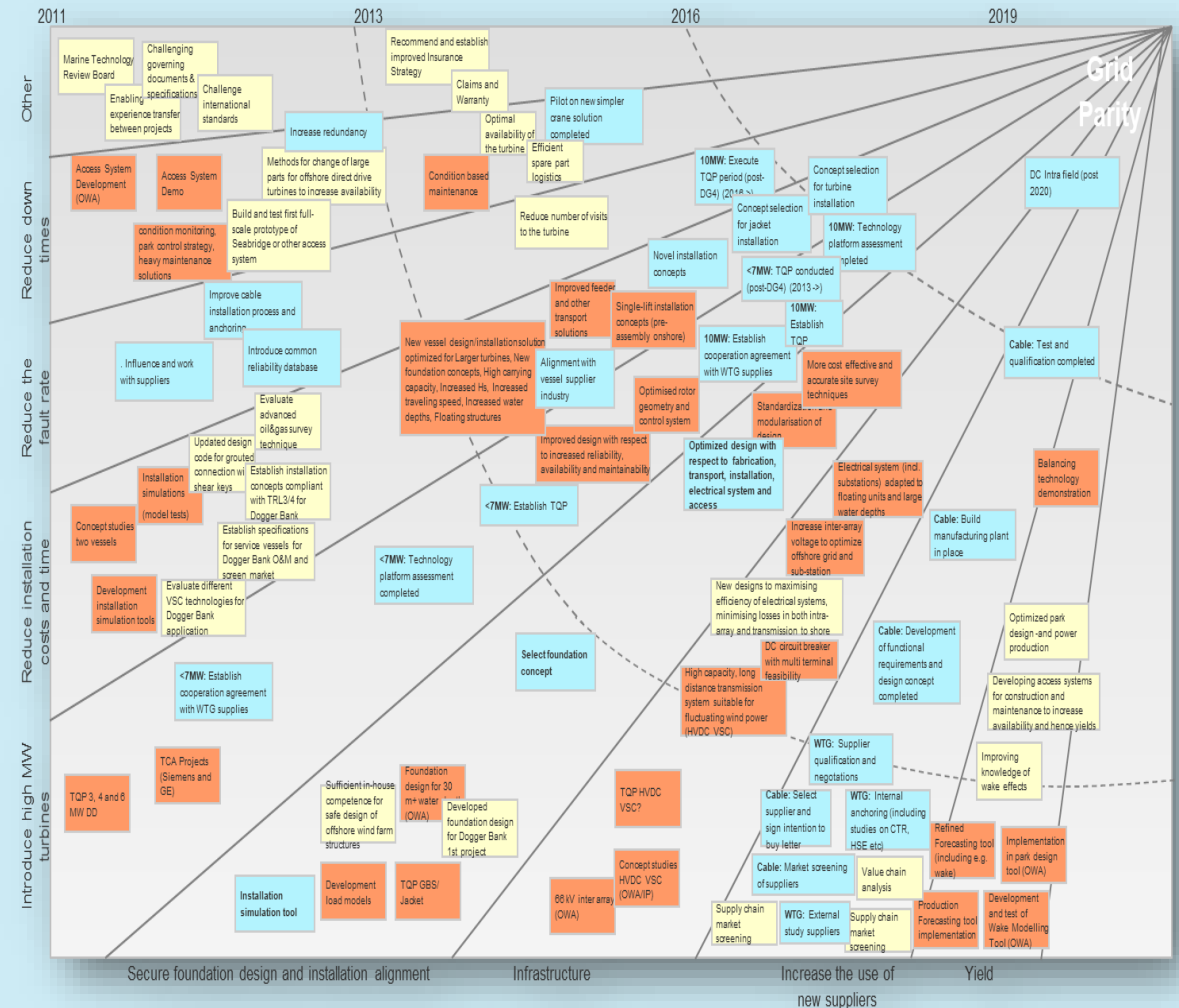 2011
2013
2016
2019
Grid
Parity
Other
Reduce down
times
Reduce the
fault rate
Reduce installation
costs and time
Introduce high MW
turbines
Marine Technology
Review Board
Challenging
governing
documents &
specifications
Enabling
experience transfer
between projects
Challenge
international
standards
Recommend and establish
improved Insurance
Strategy
Claims and
Warranty
Optimal
availability of
the turbine
Pilot on new simpler
crane solution
completed
Increase redundancy
Efficient
spare part
logistics
Access System
Development
(OWA)
Access System
Demo
Methods for change of large
parts for offshore direct drive
turbines to increase availability
Condition based
maintenance
10MW: Execute
TQP period (post-
DG4) (2016->)
Concept selection
for turbine
installation
DC Intra field (post
2020)
condition monitoring,
park control strategy,
heavy maintenance
solutions
Build and test first full-
scale prototype of
Seabridge or other access
system
Reduce number of visits
to the turbine
Concept selection
for jacket
installation
10MW: Technology
platform assessment
completed
Novel installation
concepts
<7MW: TQP conducted
(post-DG4) (2013 ->)
Improve cable
installation process and
anchoring
Improved feeder
and other
transport
solutions
Single-lift installation
concepts (pre-
assembly onshore)
10MW:
Establish
TQP
. Influence and work
with suppliers
Introduce common
reliability database
New vessel design/installationsolution
optimized for Larger turbines, New
foundation concepts, High carrying
capacity, Increased Hs, Increased
traveling speed, Increased water
depths, Floating structures
Alignment with
vessel supplier
industry
10MW: Establish
cooperation agreement
with WTG supplies
More cost effective and
accurate site survey
techniques
Cable: Test and
qualification completed
Evaluate
advanced
oil&gas survey
technique
Optimised rotor
geometry and
control system
Standardization and
modularisation of
design
Updated design
code for grouted
connection wi
shear keys
Improved design with respect
to increased reliability,
availability and maintainability
Optimized design with
respect to fabrication,
transport, installation,
electrical system and
access
Installation
simulations
(model tests)
Establish installation
concepts compliant
with TRL3/4 for
Dogger Bank
Electrical system (incl.
substations) adapted to
floating units and large
water depths
Balancing
technology
demonstration
Concept studies
two vessels
<7MW: Establish TQP
Establish specifications
for service vessels for
Dogger Bank O&M and
screen market
Increase inter-array
voltage to optimize
offshore grid and
sub-station
Cable: Build
manufacturing plant
in place
<7MW: Technology
platform assessment
completed
Development
installation
simulation tools
Evaluate different
VSC technologies for
Dogger Bank
application
New designs to maximising
efficiency of electrical systems,
minimising losses in both intra-
array and transmission to shore
Optimized park
design -and power
production
Select foundation
concept
DC circuit breaker
with multi terminal
feasibility
Cable: Development
of functional
requirements and
design concept
completed
<7MW: Establish
cooperation agreement
with WTG supplies
High capacity, long
distance transmission
system suitable for
fluctuating wind power
(HVDC VSC)
Developing access systems
for construction and
maintenance to increase
availability and hence yields
TCA Projects
(Siemens and
GE)
WTG: Supplier
qualification and
negotations
Improving
knowledge of
wake effects
TQP 3, 4 and 6
MW DD
Sufficient in-house
competence for
safe design of
offshore wind farm
structures
Foundation
design for 30
m+ water
(OWA)
Developed
foundation design
for Dogger Bank
1st project
TQP HVDC
VSC?
Cable: Select
supplier and
sign intention to
buy letter
WTG: Internal
anchoring (including
studies on CTR,
HSE etc)
Refined
Forecasting tool
(including e.g.
wake)
Implementation
in park design
tool (OWA)
Installation
simulation tool
Development
load models
TQP GBS/
Jacket
66 kV inter array
(OWA)
Concept studies
HVDC VSC
(OWA/IP)
Cable: Market screening
of suppliers
Value chain
analysis
Supply chain
market
screening
WTG: External
study suppliers
Supply chain
market
screening
Production
Forecasting tool
implementation
Development
and test of
Wake Modelling
Tool (OWA)
Secure foundation design and installation alignment
Infrastructure
Increase the use of
new suppliers
Yield